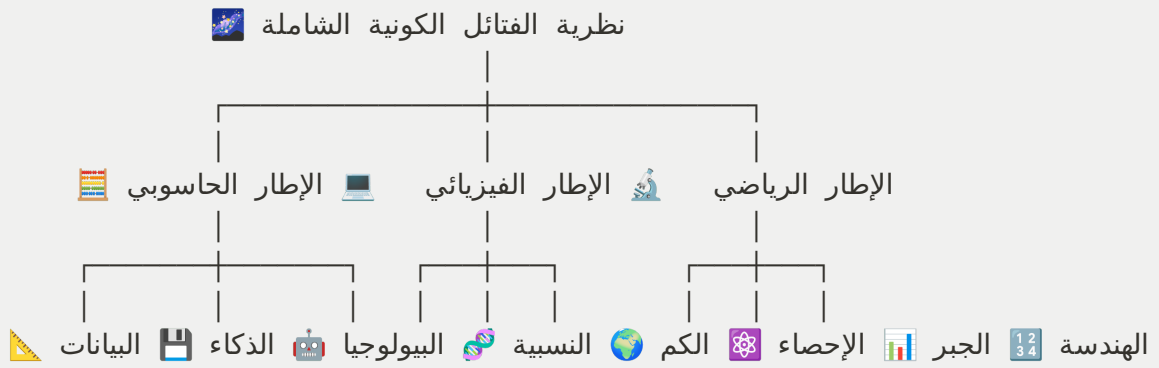 نظرية الفتائل الكونية الشاملة 🌌
الإطار الرياضي 🔬 الإطار الفيزيائي 💻 الإطار الحاسوبي 🧮
الهندسة 🔢 الجبر 📊 الإحصاء ⚛️ الكم 🌍 النسبية 🧬 البيولوجيا 🤖 الذكاء 💾 البيانات 📐